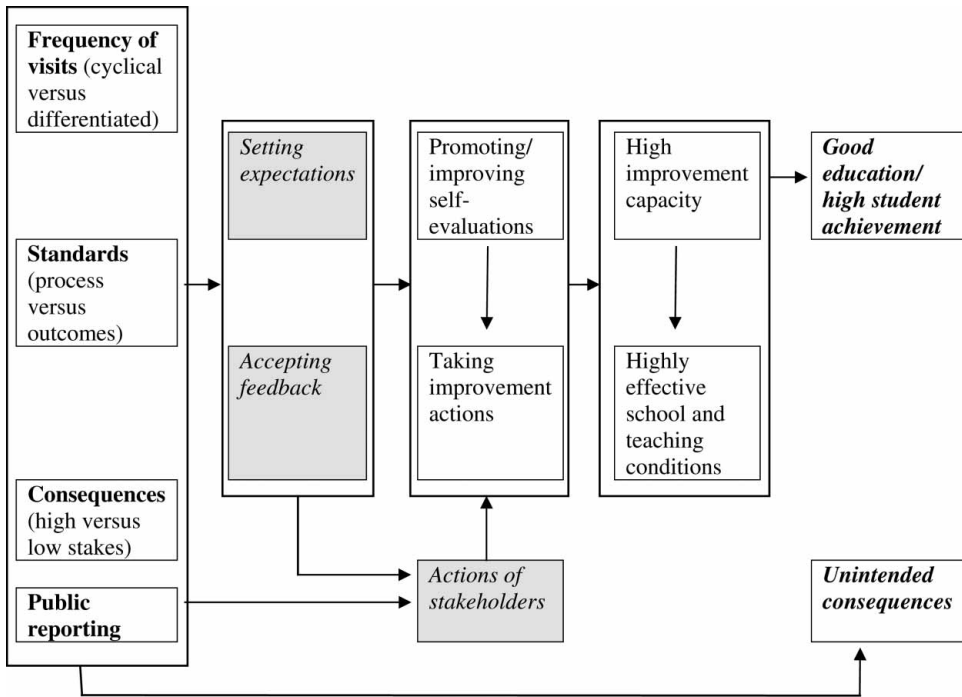 Frequency of
visits (cyclical
versus
differentiated)
Standards
(process
versus
outcomes)
Consequences
(high versus
low stakes)
Public
reporting
Setting
expectations
Accepting
feedback
Promoting/
improving
self-
evaluations
Taking
improvement
actions
Actions of
stakeholders
High
improvement
capacity
Highly
effective
school and
teaching
conditions
Good
education/
high student
achievement
Unintended
consequences